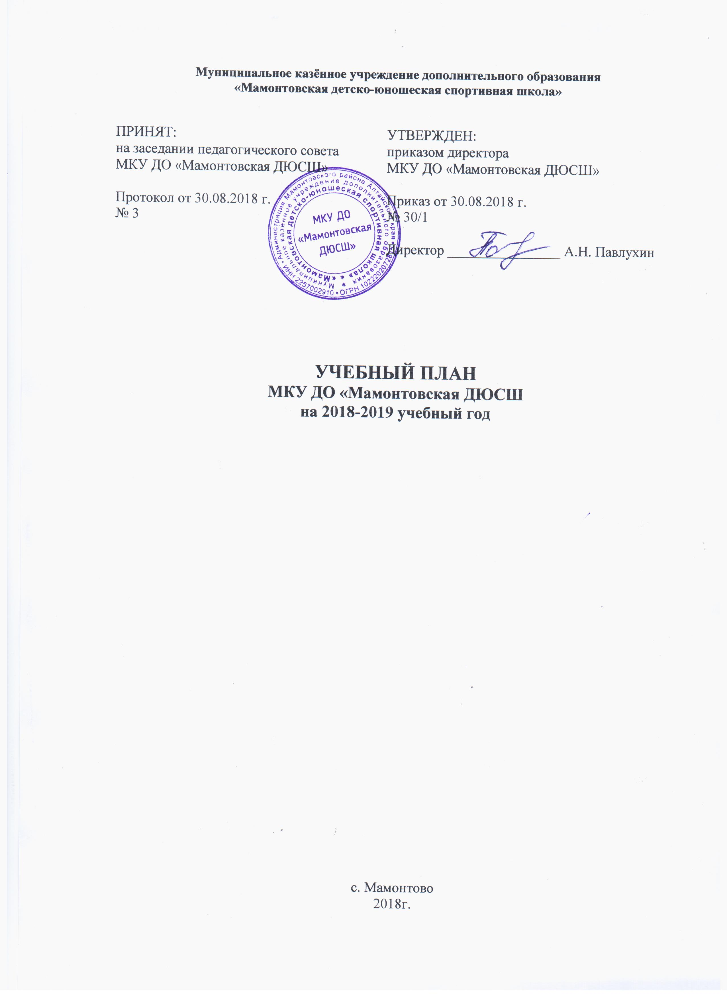 Муниципальное казённое учреждение дополнительного образования
«Мамонтовская детско-юношеская спортивная школа»
ПРИНЯТ:
на заседании педагогического совета
МКУ ДО «Мамонтовская ДЮСШ»
Протокол от 30.08.2018 г.
№ 3
УТВЕРЖДЕН:
приказом директора
МКУ ДО «Мамонтовская ДЮСШ»
Приказ от 30.08.2018 г.
№ 30/1
Директор ________________ А.Н. Павлухин
Администрация Мамонтовского района Алтайского края • ИНН 2257002910 • ОГРН 10222020728
Муниципальное казённое учреждение дополнительного образования *
«Мамонтовская детско-юношеская спортивная школа» *
МКУ ДО
«Мамонтовская
ДЮСШ»
УЧЕБНЫЙ ПЛАН
МКУ ДО «Мамонтовская ДЮСШ
на 2018-2019 учебный год
с. Мамонтово
2018г.